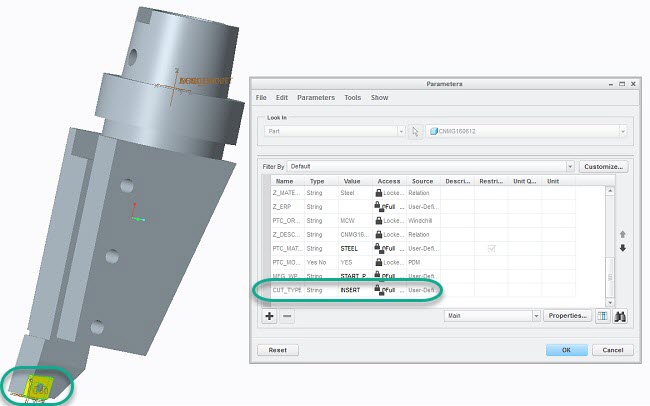 Parameters
File Edit Parameters Tools Show
Look In
Part CNMG160612
Filter By Default Customize...
Name Type Value Access Source Descri... Restri... Unit Q... Unit
Z_MATE... String Steel Locke... Relation
Z_ERP String Full ... User-Defi...
PTC_OR... String MCW Locke... Windchill
Z_DESC... String CNMG16... Locke... Relation
PTC_MAT... String STEEL Full ... User-Defi...
PTC_MO... Yes No YES Locke... PDM
MFG_WP... String START_P... Full ... User-Defi...
CUT_TYPE String INSERT Full ... User-Defi...
Main Properties...
Reset OK Cancel